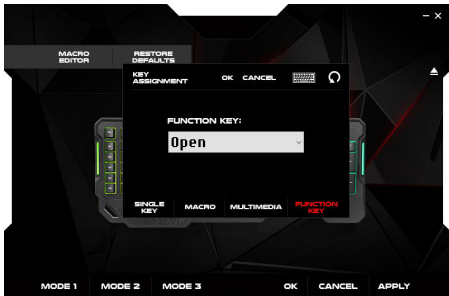 MACRO
EDITOR
RESTORE
DEFAULTS
KEY
ASSIGNMENT
OK CANCEL
FUNCTION KEY:
Open
SINGLE
KEY
MACRO
MULTIMEDIA
FUNCTION
KEY
MODE 1 MODE 2 MODE 3 OK CANCEL APPLY